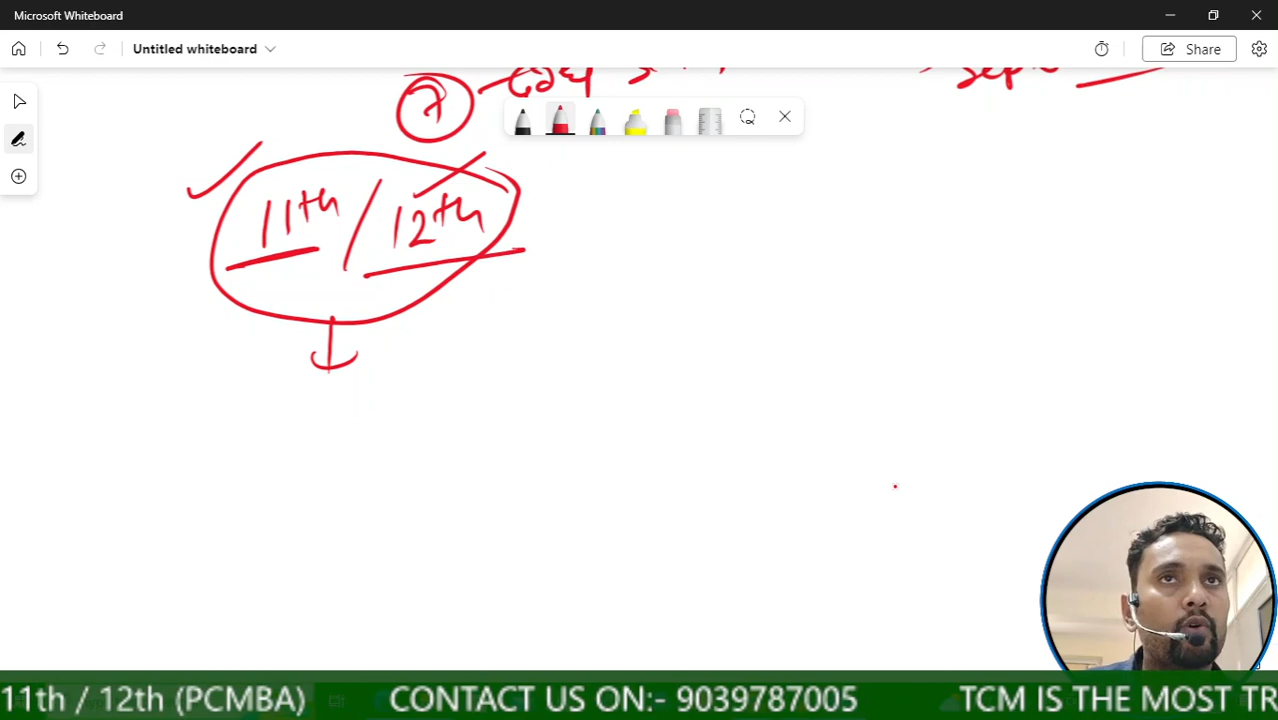 Microsoft Whiteboard
Untitled whiteboard
Share
7
11th / 12th
11th / 12th (PCMBA) CONTACT US ON:- 9039787005 TCM IS THE MOST TR